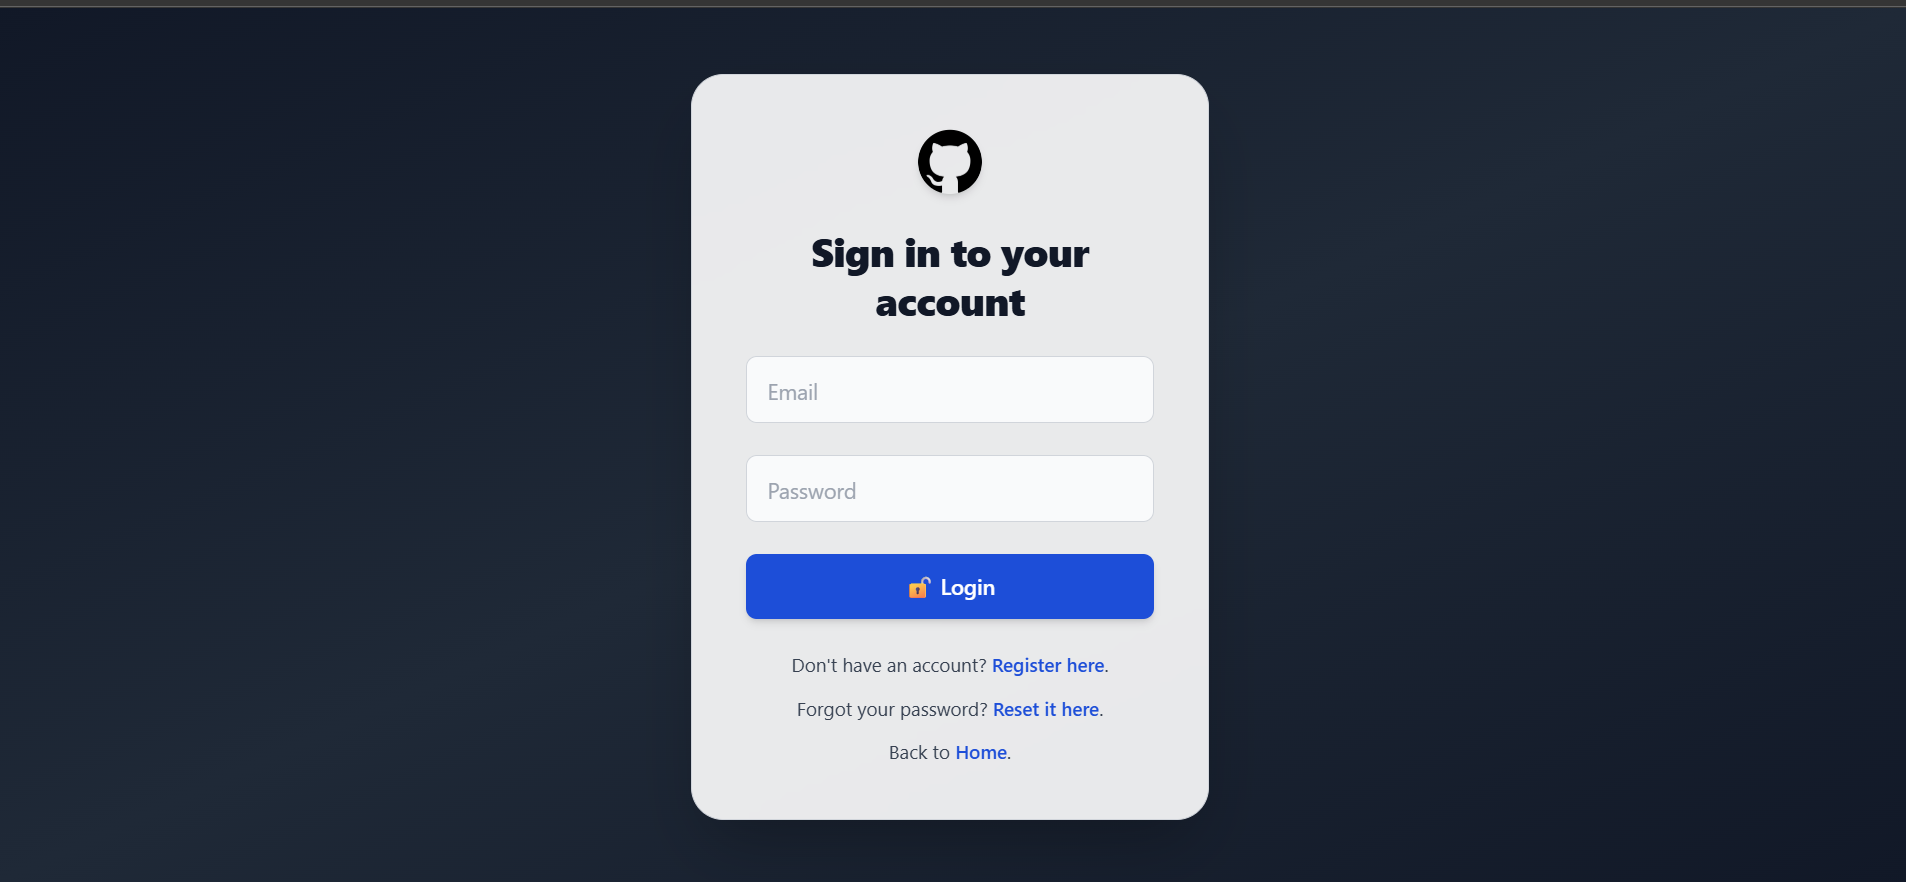 Sign in to your
account
Email
Password
🔓 Login
Don't have an account? Register here.
Forgot your password? Reset it here.
Back to Home.